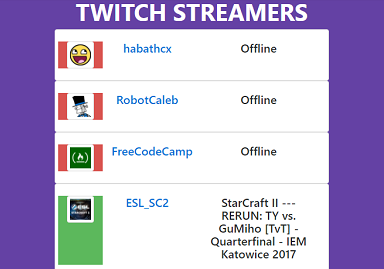 TWITCH STREAMERS
habathcx Offline
RobotCaleb Offline
FreeCodeCamp Offline
ESL_SC2 StarCraft II ---
RERUN: TY vs.
GuMiho [TvT] -
Quarterfinal - IEM
Katowice 2017